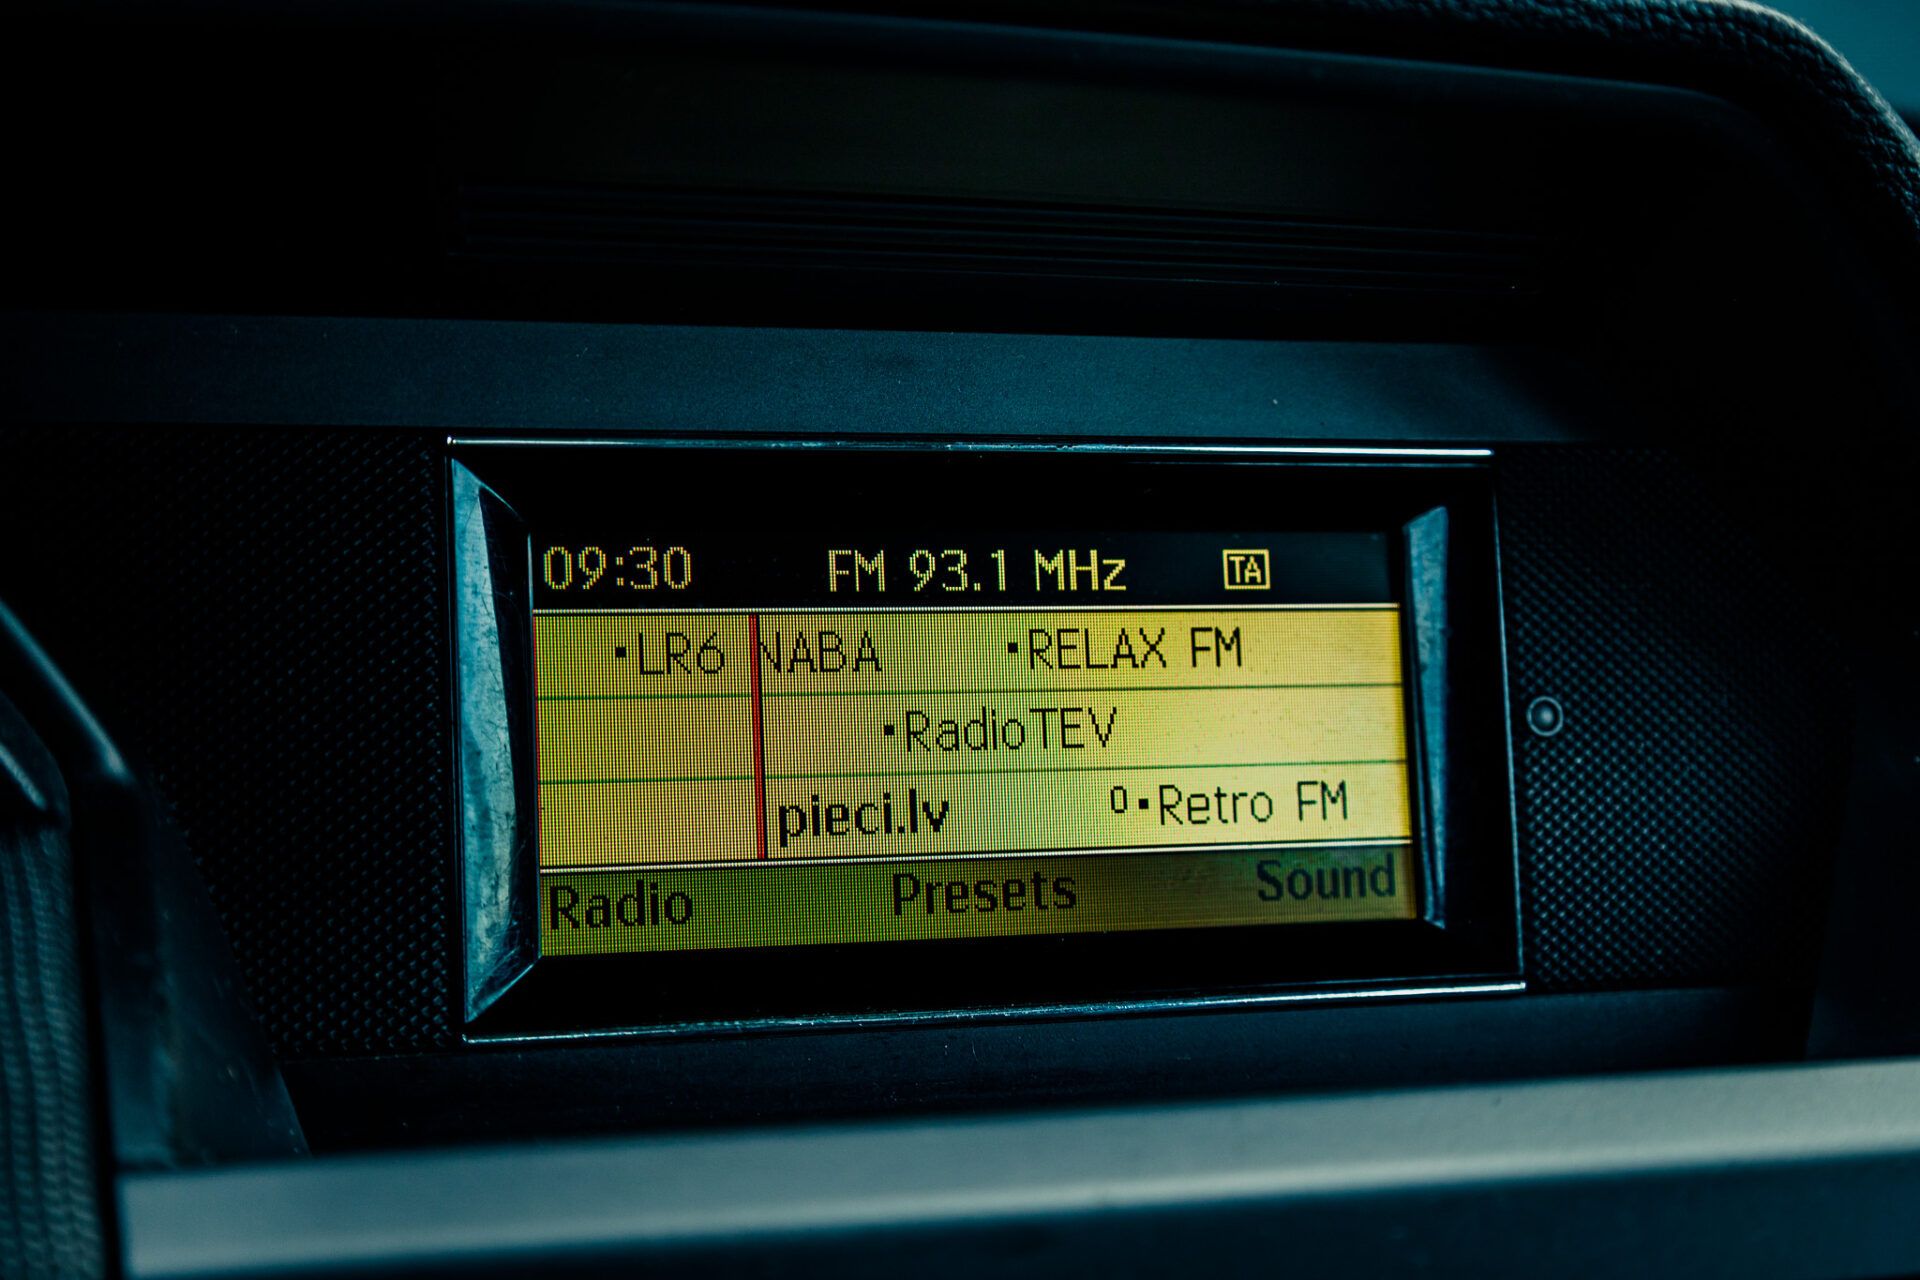 09:30 FM 93.1 MHz TA
·LR6 NABA ·RELAX FM
·RadioTEV
pieci.lv 0·Retro FM
Radio Presets Sound